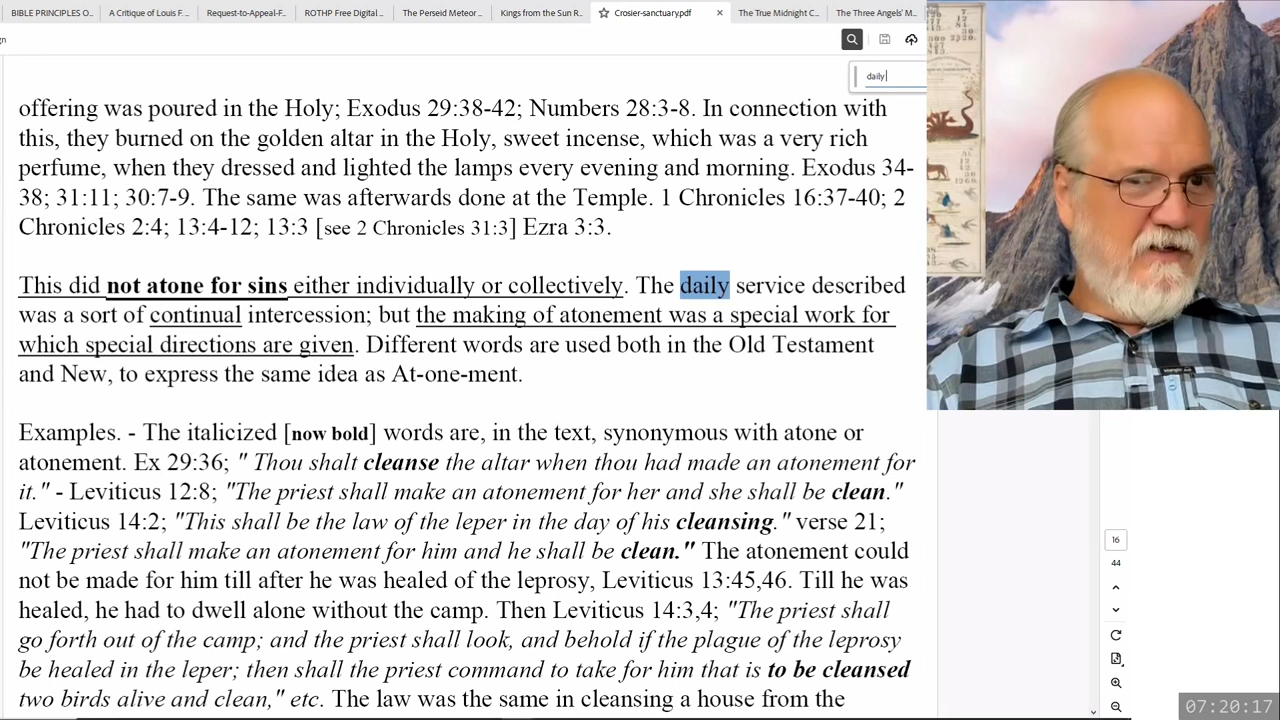 BIBLE PRINCIPLES O... A Critique of Louis F... Request-to-Appeal-F... ROTHP Free Digital... The Perseid Meteor... Kings from the Sun R... Crosier-sanctuary.pdf The True Midnight C... The Three Angels' M...
gn
daily
offering was poured in the Holy; Exodus 29:38-42; Numbers 28:3-8. In connection with
this, they burned on the golden altar in the Holy, sweet incense, which was a very rich
perfume, when they dressed and lighted the lamps every evening and morning. Exodus 34-
38; 31:11; 30:7-9. The same was afterwards done at the Temple. 1 Chronicles 16:37-40; 2
Chronicles 2:4; 13:4-12; 13:3 [see 2 Chronicles 31:3] Ezra 3:3.
This did not atone for sins either individually or collectively. The daily service described
was a sort of continual intercession; but the making of atonement was a special work for
which special directions are given. Different words are used both in the Old Testament
and New, to express the same idea as At-one-ment.
Examples. - The italicized [now bold] words are, in the text, synonymous with atone or
atonement. Ex 29:36; " Thou shalt cleanse the altar when thou had made an atonement for
it." - Leviticus 12:8; "The priest shall make an atonement for her and she shall be clean."
Leviticus 14:2; "This shall be the law of the leper in the day of his cleansing." verse 21;
"The priest shall make an atonement for him and he shall be clean." The atonement could
not be made for him till after he was healed of the leprosy, Leviticus 13:45,46. Till he was
healed, he had to dwell alone without the camp. Then Leviticus 14:3,4; "The priest shall
go forth out of the camp; and the priest shall look, and behold if the plague of the leprosy
be healed in the leper; then shall the priest command to take for him that is to be cleansed
two birds alive and clean," etc. The law was the same in cleansing a house from the
16
44
07:20:17